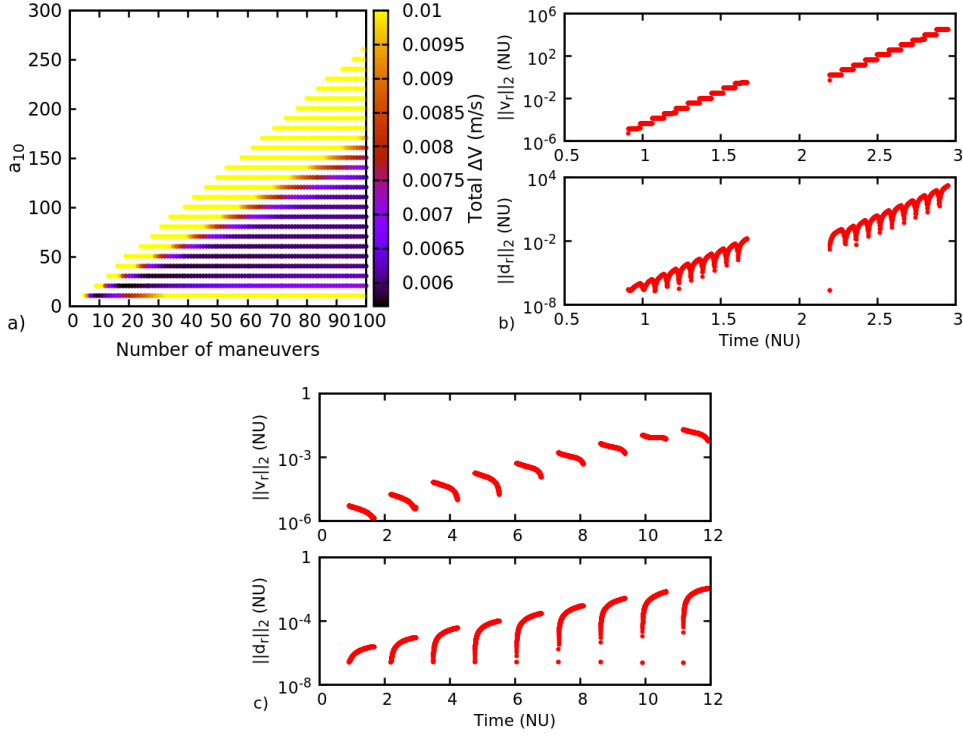 300
250
200
150
100
50
0
a10
0 10 20 30 40 50 60 70 80 90 100
Number of maneuvers
a)
0.01
0.0095
0.009
0.0085
0.008
0.0075
0.007
0.0065
0.006
Total ΔV (m/s)
10^6
10^2
10^-2
10^-6
||vr||2 (NU)
0.5 1 1.5 2 2.5 3
10^4
10^-2
10^-8
||dr||2 (NU)
0.5 1 1.5 2 2.5 3
Time (NU)
b)
1
10^-3
10^-6
||vr||2 (NU)
0 2 4 6 8 10 12
1
10^-4
10^-8
||dr||2 (NU)
0 2 4 6 8 10 12
Time (NU)
c)